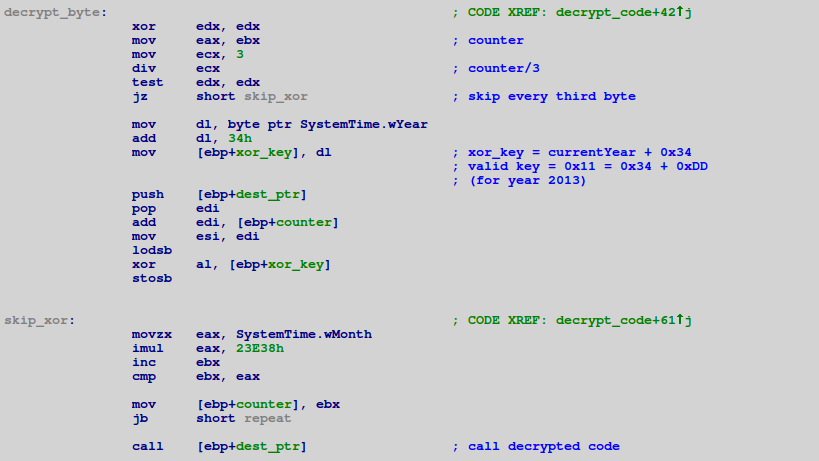 decrypt_byte: ; CODE XREF: decrypt_code+42↑j
xor edx, edx
mov eax, ebx ; counter
mov ecx, 3
div ecx ; counter/3
test edx, edx
jz short skip_xor ; skip every third byte
mov dl, byte ptr SystemTime.wYear
add dl, 34h
mov [ebp+xor_key], dl ; xor_key = currentYear + 0x34
; valid key = 0x11 = 0x34 + 0xDD
; (for year 2013)
push [ebp+dest_ptr]
pop edi
add edi, [ebp+counter]
mov esi, edi
lodsb
xor al, [ebp+xor_key]
stosb
skip_xor: ; CODE XREF: decrypt_code+61↑j
movzx eax, SystemTime.wMonth
imul eax, 23E38h
inc ebx
cmp ebx, eax
mov [ebp+counter], ebx
jb short repeat
call [ebp+dest_ptr] ; call decrypted code